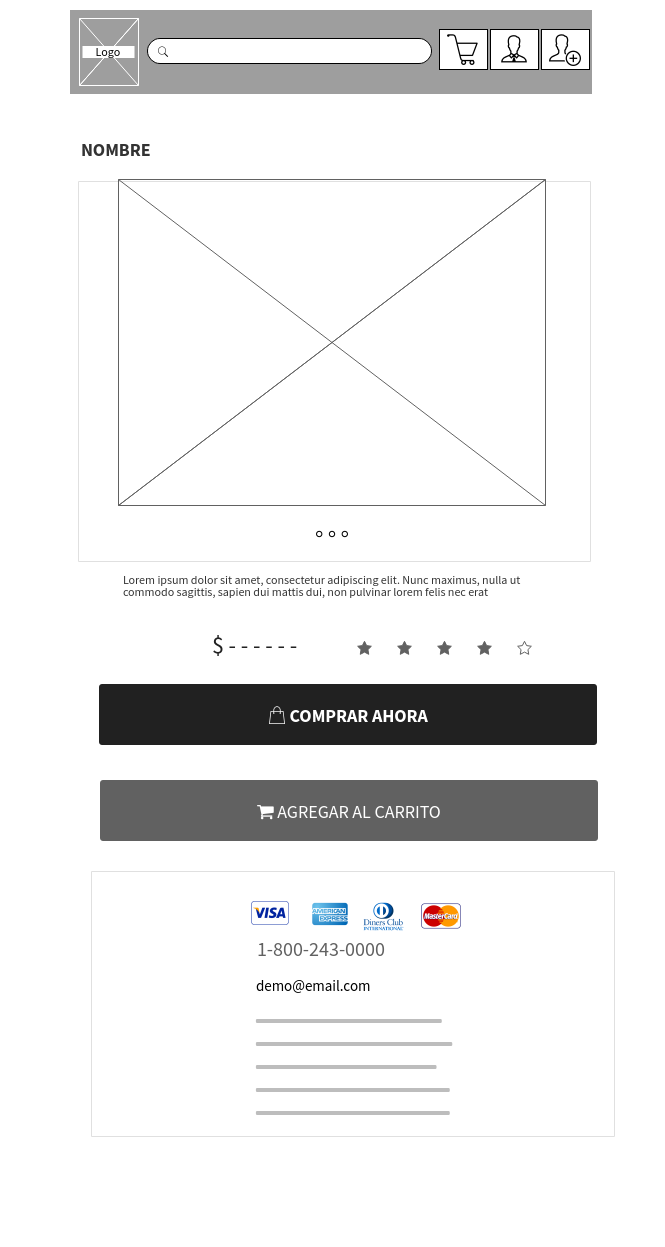 Logo
NOMBRE
Lorem ipsum dolor sit amet, consectetur adipiscing elit. Nunc maximus, nulla ut
commodo sagittis, sapien dui mattis dui, non pulvinar lorem felis nec erat
$ - - - - - -
COMPRAR AHORA
AGREGAR AL CARRITO
VISA
AMERICAN
EXPRESS
Diners Club
INTERNATIONAL
MasterCard
1-800-243-0000
demo@email.com